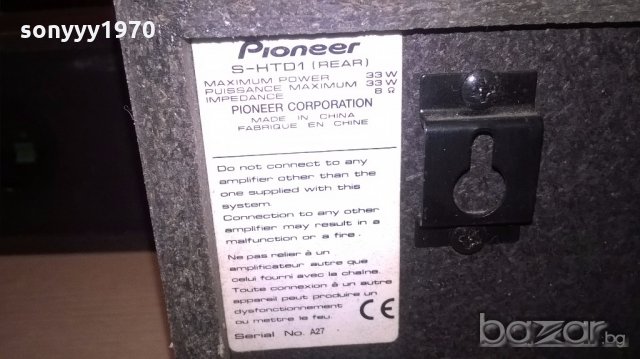 sonyyy1970
Pioneer
S-HTD1 (REAR)
MAXIMUM POWER 33 W
PUISSANCE MAXIMUM 33 W
IMPEDANCE 8 Ω
PIONEER CORPORATION
MADE IN CHINA
FABRIQUE EN CHINE
Do not connect to any
amplifier other than the
one supplied with this
system.
Connection to any other
amplifier may result in a
malfunction or a fire.
Ne pas relier à un
amplificateur autre que
celui fourni avec la chaîne.
Toute connexion à un autre
appareil peut produire un
dysfonctionnement
ou mettre le feu.
CE
Serial No. A27
bazar.bg